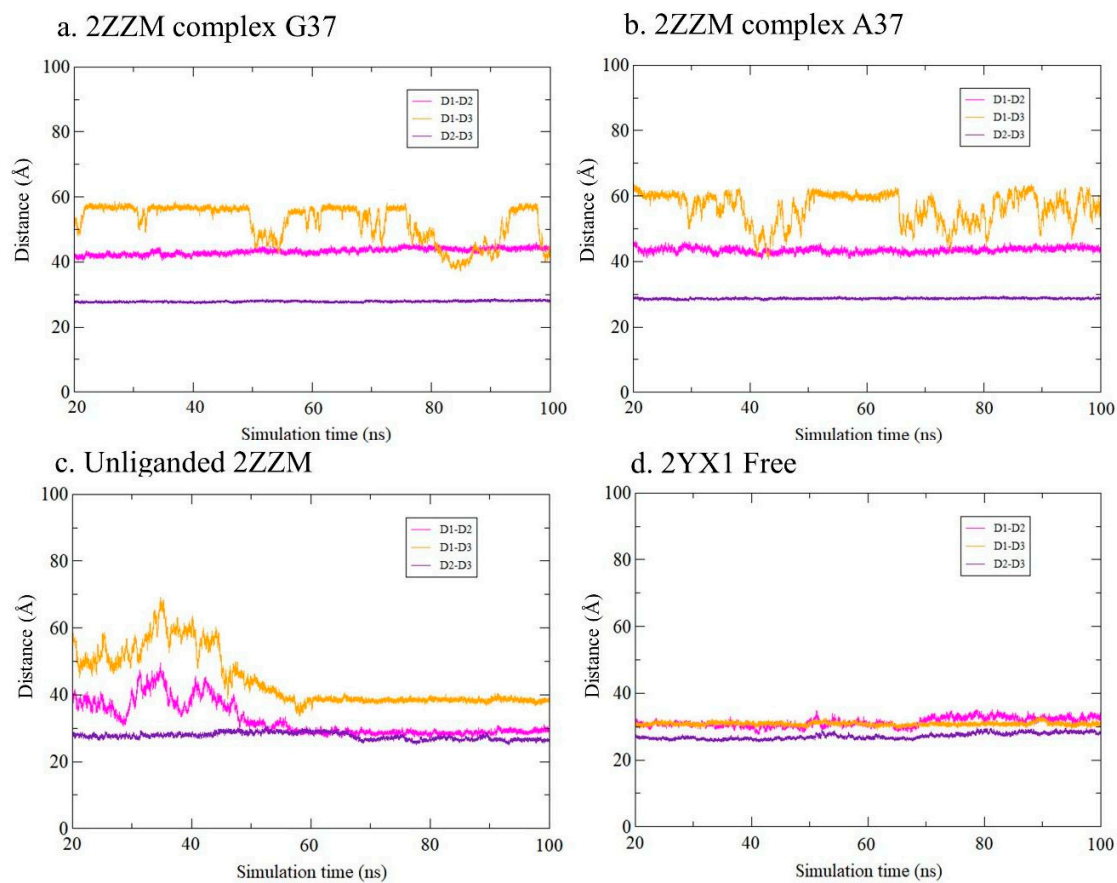 a. 2ZZM complex G37
100
80
60
40
20
0
Distance (Å)
D1-D2
D1-D3
D2-D3
20 40 60 80 100
Simulation time (ns)
b. 2ZZM complex A37
100
80
60
40
20
0
Distance (Å)
D1-D2
D1-D3
D2-D3
20 40 60 80 100
Simulation time (ns)
c. Unliganded 2ZZM
100
80
60
40
20
0
Distance (Å)
D1-D2
D1-D3
D2-D3
20 40 60 80 100
Simulation time (ns)
d. 2YX1 Free
100
80
60
40
20
0
Distance (Å)
D1-D2
D1-D3
D2-D3
20 40 60 80 100
Simulation time (ns)